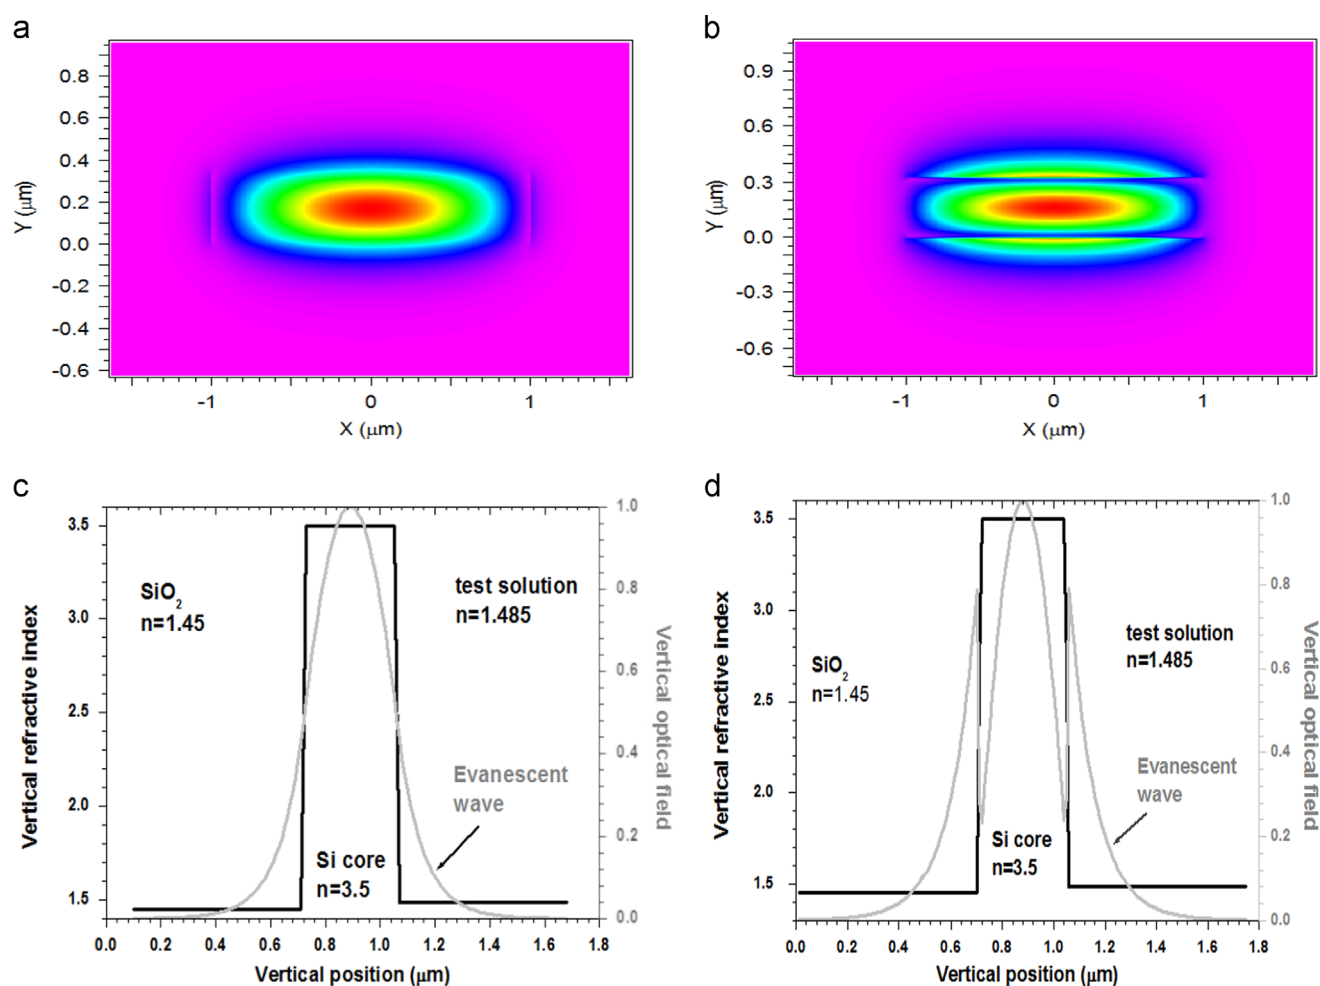 a
0.8
0.6
0.4
0.2
0.0
-0.2
-0.4
-0.6
Y (μm)
-1
0
1
X (μm)
b
0.9
0.6
0.3
0.0
-0.3
-0.6
Y (μm)
-1
0
1
X (μm)
c
3.5
3.0
2.5
2.0
1.5
Vertical refractive index
SiO2
n=1.45
test solution
n=1.485
Evanescent
wave
Si core
n=3.5
1.0
0.8
0.6
0.4
0.2
0.0
Vertical optical field
0.0
0.2
0.4
0.6
0.8
1.0
1.2
1.4
1.6
1.8
Vertical position (μm)
d
3.5
3.0
2.5
2.0
1.5
Vertical refractive index
SiO2
n=1.45
test solution
n=1.485
Evanescent
wave
Si core
n=3.5
1.0
0.8
0.6
0.4
0.2
0.0
Vertical optical field
0.0
0.2
0.4
0.6
0.8
1.0
1.2
1.4
1.6
1.8
Vertical position (μm)